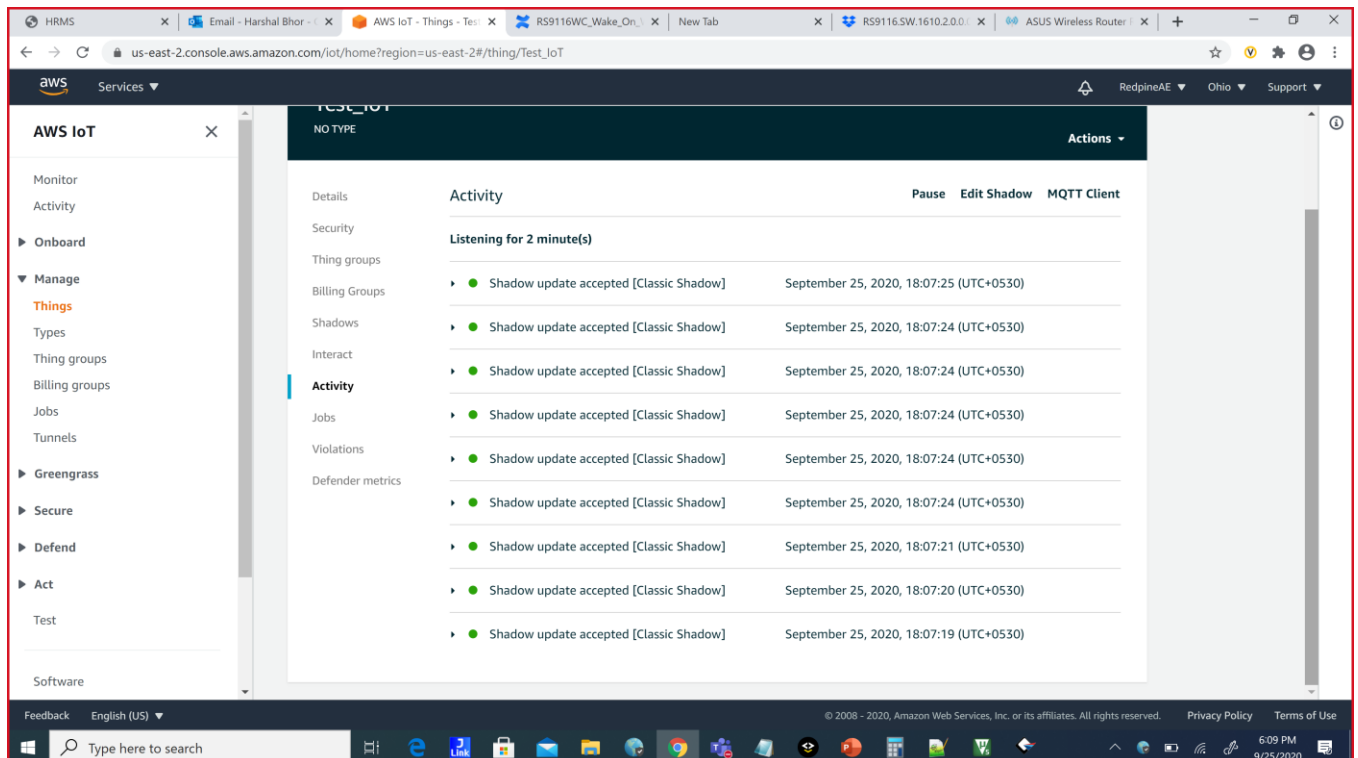 HRMS
Email - Harshal Bhor -
AWS IoT - Things - Test
RS9116WC_Wake_On_
New Tab
RS9116.SW.1610.2.0.0.
ASUS Wireless Router
us-east-2.console.aws.amazon.com/iot/home?region=us-east-2#/thing/Test_IoT
aws
Services
RedpineAE
Ohio
Support
AWS IoT
Monitor
Activity
Onboard
Manage
Things
Types
Thing groups
Billing groups
Jobs
Tunnels
Greengrass
Secure
Defend
Act
Test
Software
Test_IoT
NO TYPE
Actions
Details
Security
Thing groups
Billing Groups
Shadows
Interact
Activity
Jobs
Violations
Defender metrics
Activity
Pause Edit Shadow MQTT Client
Listening for 2 minute(s)
Shadow update accepted [Classic Shadow] September 25, 2020, 18:07:25 (UTC+0530)
Shadow update accepted [Classic Shadow] September 25, 2020, 18:07:24 (UTC+0530)
Shadow update accepted [Classic Shadow] September 25, 2020, 18:07:24 (UTC+0530)
Shadow update accepted [Classic Shadow] September 25, 2020, 18:07:24 (UTC+0530)
Shadow update accepted [Classic Shadow] September 25, 2020, 18:07:24 (UTC+0530)
Shadow update accepted [Classic Shadow] September 25, 2020, 18:07:24 (UTC+0530)
Shadow update accepted [Classic Shadow] September 25, 2020, 18:07:21 (UTC+0530)
Shadow update accepted [Classic Shadow] September 25, 2020, 18:07:20 (UTC+0530)
Shadow update accepted [Classic Shadow] September 25, 2020, 18:07:19 (UTC+0530)
Feedback
English (US)
© 2008 - 2020, Amazon Web Services, Inc. or its affiliates. All rights reserved.
Privacy Policy
Terms of Use
Type here to search
Link
6:09 PM
9/25/2020